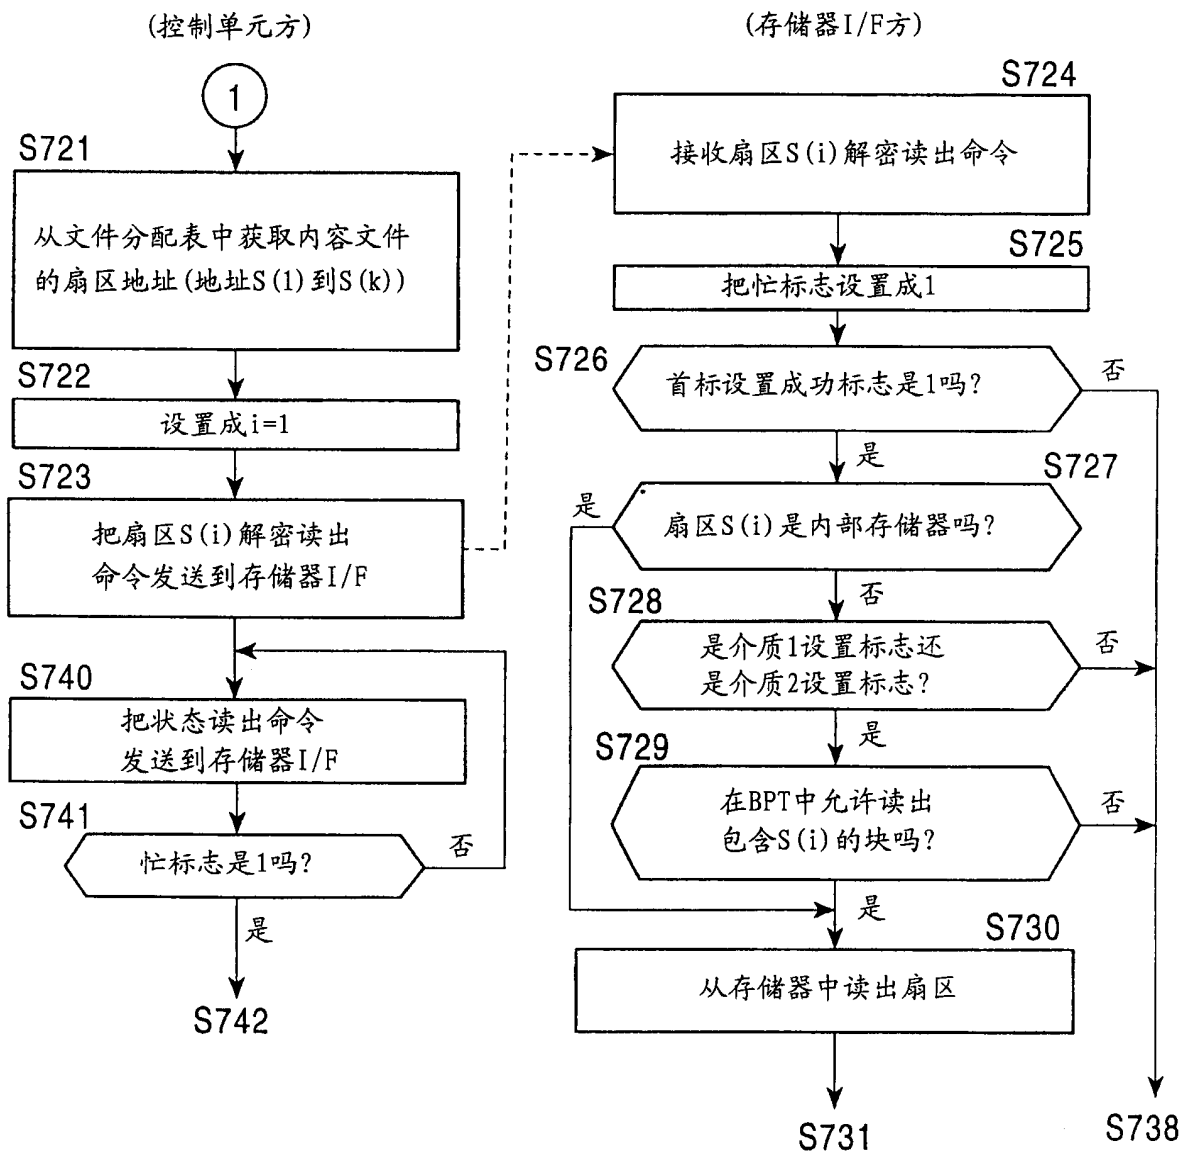 (控制单元方)
1
S721
从文件分配表中获取内容文件
的扇区地址(地址S(1)到S(k))
S722
设置成i=1
S723
把扇区S(i)解密读出
命令发送到存储器I/F
S740
把状态读出命令
发送到存储器I/F
S741
忙标志是1吗?
否
是
S742
(存储器I/F方)
S724
接收扇区S(i)解密读出命令
S725
把忙标志设置成1
S726
首标设置成功标志是1吗?
否
是
S727
是
扇区S(i)是内部存储器吗?
否
S728
是介质1设置标志还
是介质2设置标志?
否
是
S729
在BPT中允许读出
包含S(i)的块吗?
否
是
S730
从存储器中读出扇区
S731
S738